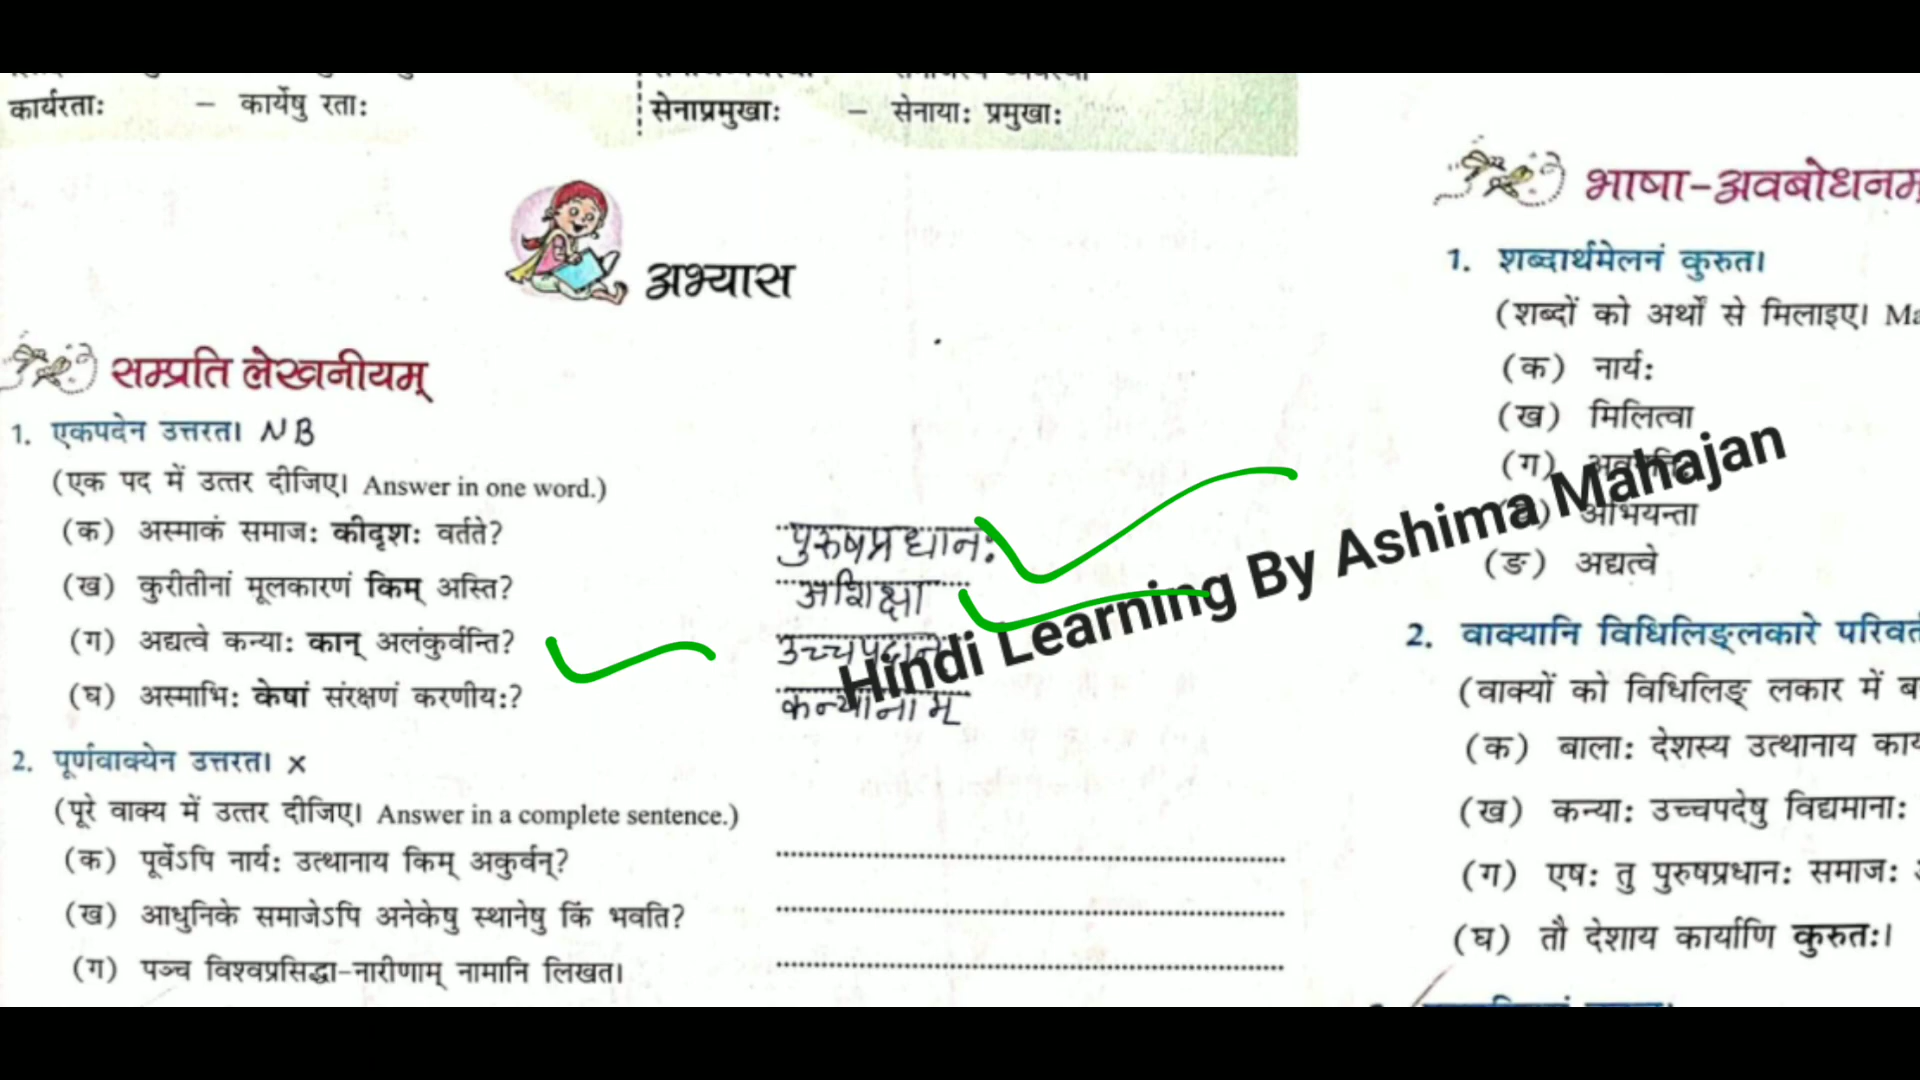 कार्यरताः – कार्येषु रताः
सेनाप्रमुखाः – सेनायाः प्रमुखाः
अभ्यास
सम्प्रति लेखनीयम्
1. एकपदेन उत्तरत। NB
(एक पद में उत्तर दीजिए। Answer in one word.)
(क) अस्माकं समाजः कीदृशः वर्तते? पुरुषप्रधानः
(ख) कुरीतीनां मूलकारणं किम् अस्ति? अशिक्षा
(ग) अद्यत्वे कन्याः कान् अलंकुर्वन्ति?
(घ) अस्माभिः केषां संरक्षणं करणीयः? कन्यानाम्
2. पूर्णवाक्येन उत्तरत। x
(पूरे वाक्य में उत्तर दीजिए। Answer in a complete sentence.)
(क) पूर्वेऽपि नार्यः उत्थानाय किम् अकुर्वन्?
(ख) आधुनिके समाजेऽपि अनेकेषु स्थानेषु किं भवति?
(ग) पञ्च विश्वप्रसिद्धा-नारीणाम् नामानि लिखत।
Hindi Learning By Ashima Mahajan
भाषा-अवबोधनम्
1. शब्दार्थमेलनं कुरुत।
(शब्दों को अर्थों से मिलाइए। Ma
(क) नार्यः
(ख) मिलित्वा
(ग)
अभियन्ता
(ङ) अद्यत्वे
2. वाक्यानि विधिलिङ्लकारे परिवर्त
(वाक्यों को विधिलिङ् लकार में ब
(क) बालाः देशस्य उत्थानाय कार्य
(ख) कन्याः उच्चपदेषु विद्यमानाः
(ग) एषः तु पुरुषप्रधानः समाजः
(घ) तौ देशाय कार्याणि कुरुतः।